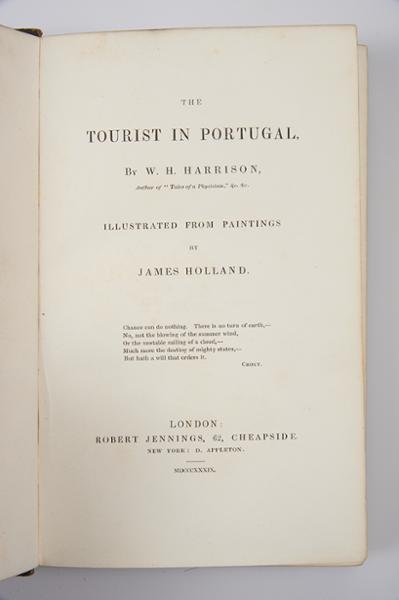 THE
TOURIST IN PORTUGAL,
BY W. H. HARRISON,
Author of "Tales of a Physician," &c. &c.
ILLUSTRATED FROM PAINTINGS
BY
JAMES HOLLAND.
Chance can do nothing. There is no turn of earth,—
No, not the blowing of the summer wind,
Or the unstable sailing of a cloud,—
Much more the destiny of mighty states,—
But hath a will that orders it.
CROLY.
LONDON:
ROBERT JENNINGS, 62, CHEAPSIDE.
NEW YORK: D. APPLETON.
MDCCCXXXIX.